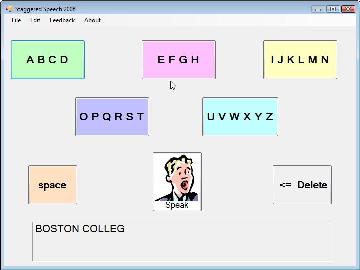 Staggered Speech 2008
File Edit Feedback About
A B C D
E F G H
I J K L M N
O P Q R S T
U V W X Y Z
space
Speak
<= Delete
BOSTON COLLEG